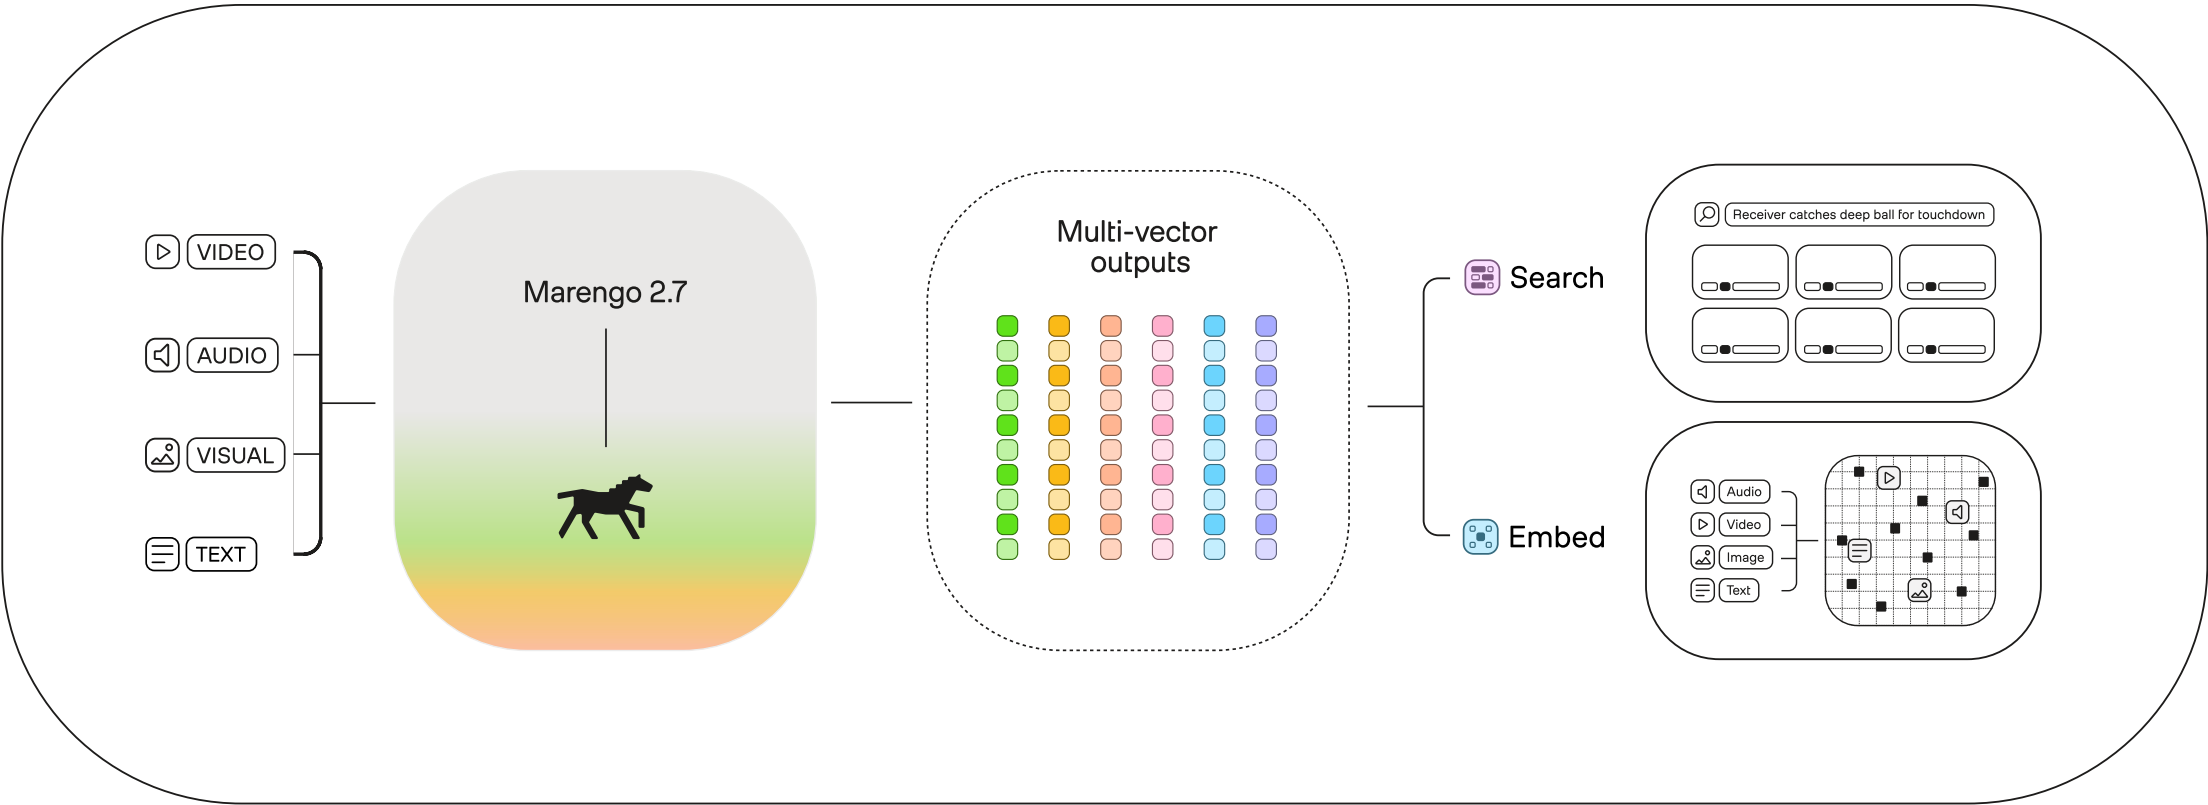 VIDEO
AUDIO
VISUAL
TEXT
Marengo 2.7
Multi-vector
outputs
Search
Embed
Receiver catches deep ball for touchdown
Audio
Video
Image
Text